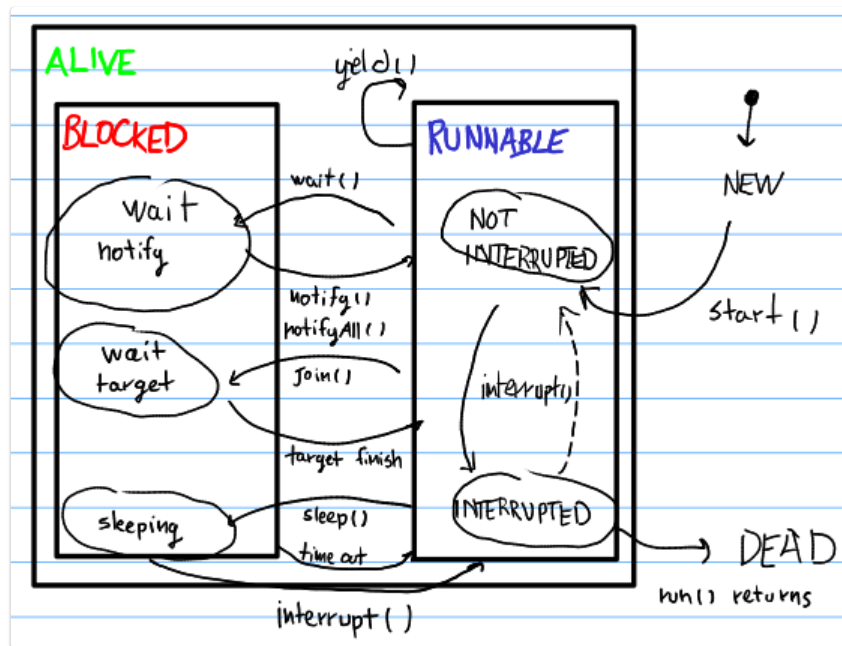 ALIVE
yield()
BLOCKED
RUNNABLE
NEW
wait()
wait
notify
NOT
INTERRUPTED
start()
notify()
notifyAll()
wait
target
join()
interrupt()
target finish
sleeping
sleep()
time out
INTERRUPTED
DEAD
run() returns
interrupt()